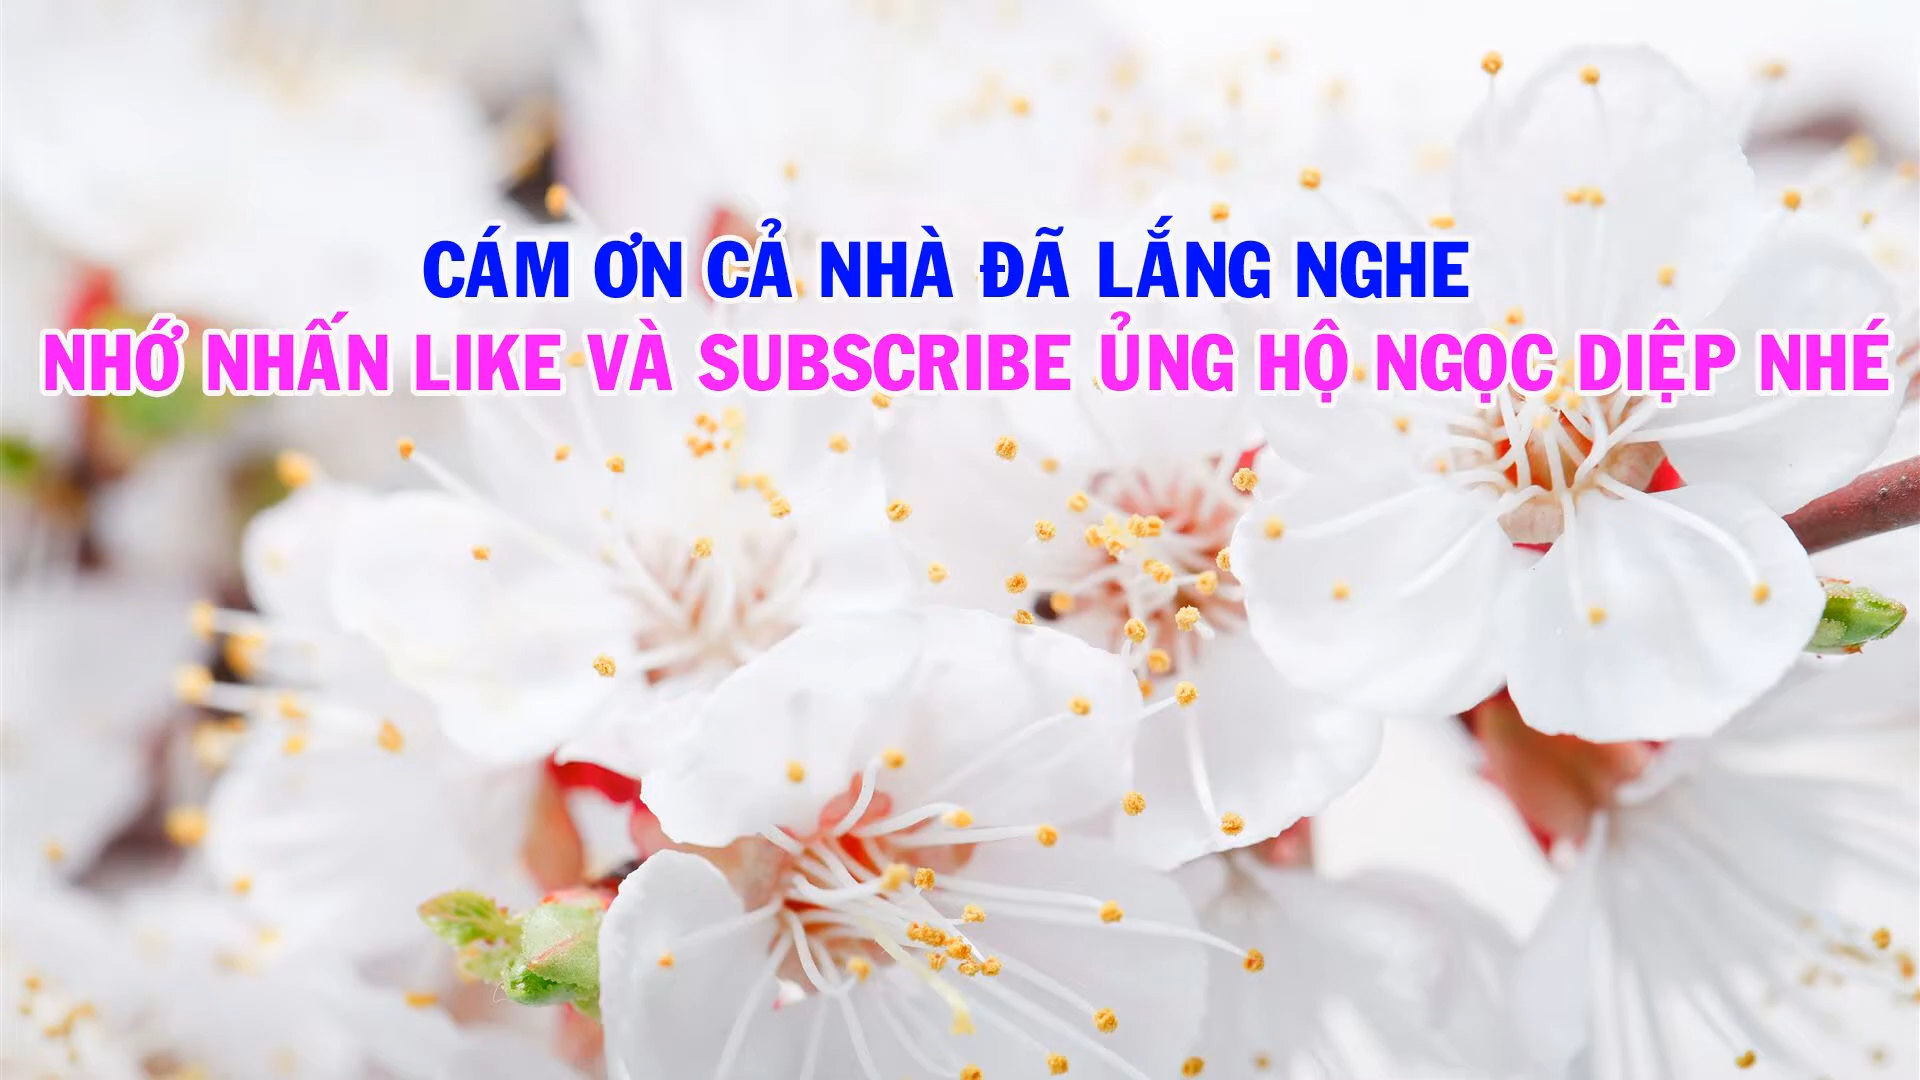 CÁM ƠN CẢ NHÀ ĐÃ LẮNG NGHE
NHỚ NHẤN LIKE VÀ SUBSCRIBE ỦNG HỘ NGỌC DIỆP NHÉ